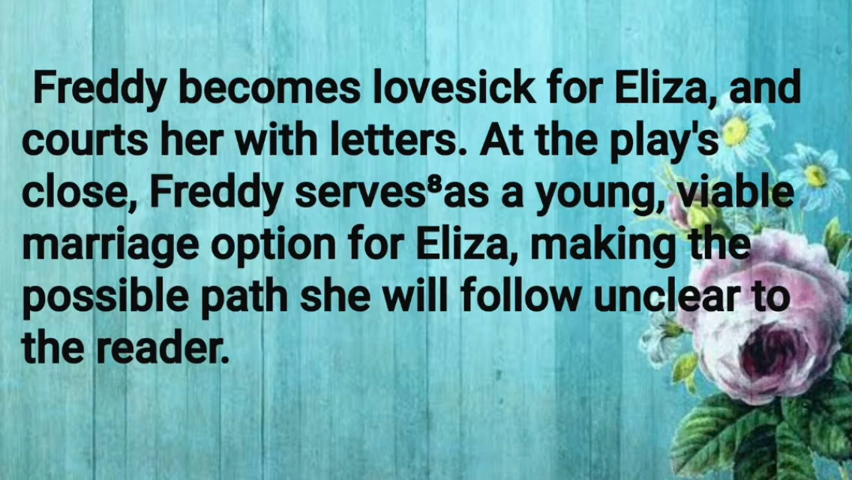 Freddy becomes lovesick for Eliza, and
courts her with letters. At the play's
close, Freddy serves⁸as a young, viable
marriage option for Eliza, making the
possible path she will follow unclear to
the reader.